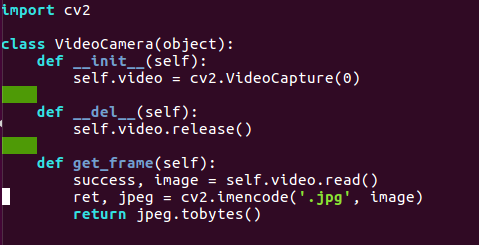 import cv2
class VideoCamera(object):
    def __init__(self):
        self.video = cv2.VideoCapture(0)
    def __del__(self):
        self.video.release()
    def get_frame(self):
        success, image = self.video.read()
        ret, jpeg = cv2.imencode('.jpg', image)
        return jpeg.tobytes()